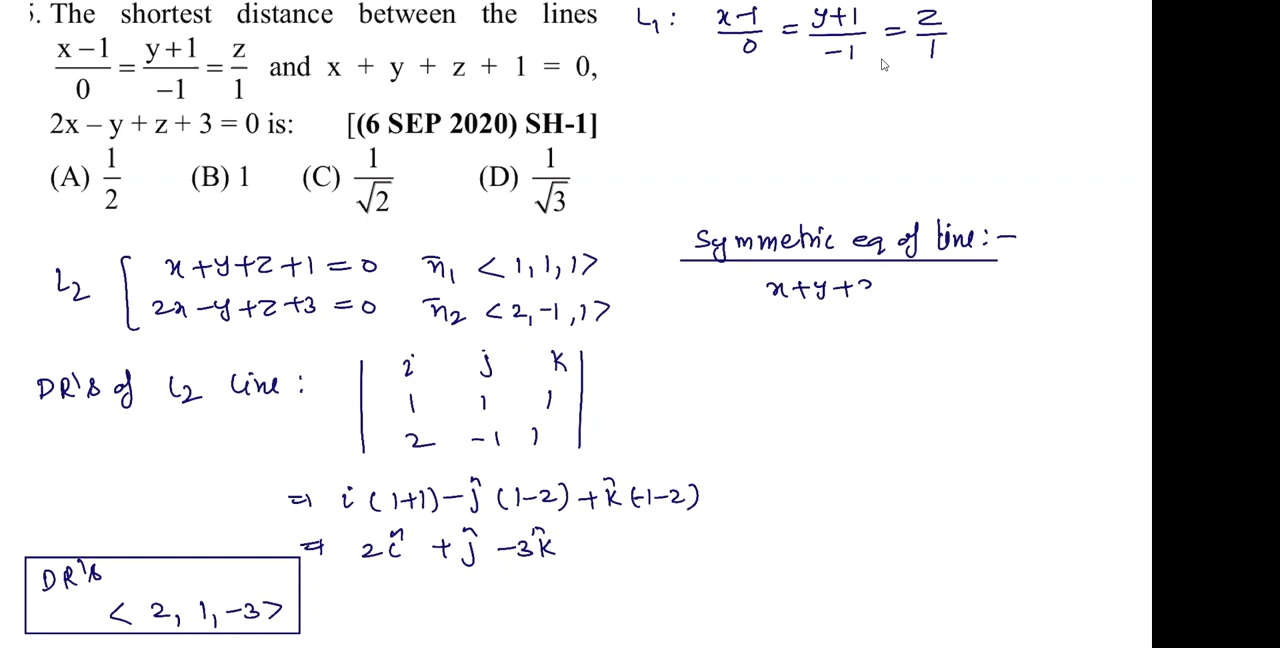 5. The shortest distance between the lines
x – 1 / 0 = y + 1 / –1 = z / 1 and x + y + z + 1 = 0,
2x – y + z + 3 = 0 is: [(6 SEP 2020) SH-1]
(A) 1/2 (B) 1 (C) 1/√2 (D) 1/√3
L1 : x-1 / 0 = y+1 / -1 = z / 1
L2 [ x+y+z+1 = 0 n̄1 < 1, 1, 1>
2x-y+z+3 = 0 n̄2 < 2, -1, 1>
DR's of L2 line : | i j k |
| 1 1 1 |
| 2 -1 1 |
⇒ i (1+1) - ĵ (1-2) + k̂ (-1-2)
⇒ 2î + ĵ - 3k̂
DR's
< 2, 1, -3>
Symmetric eq of line :-
x+y+z